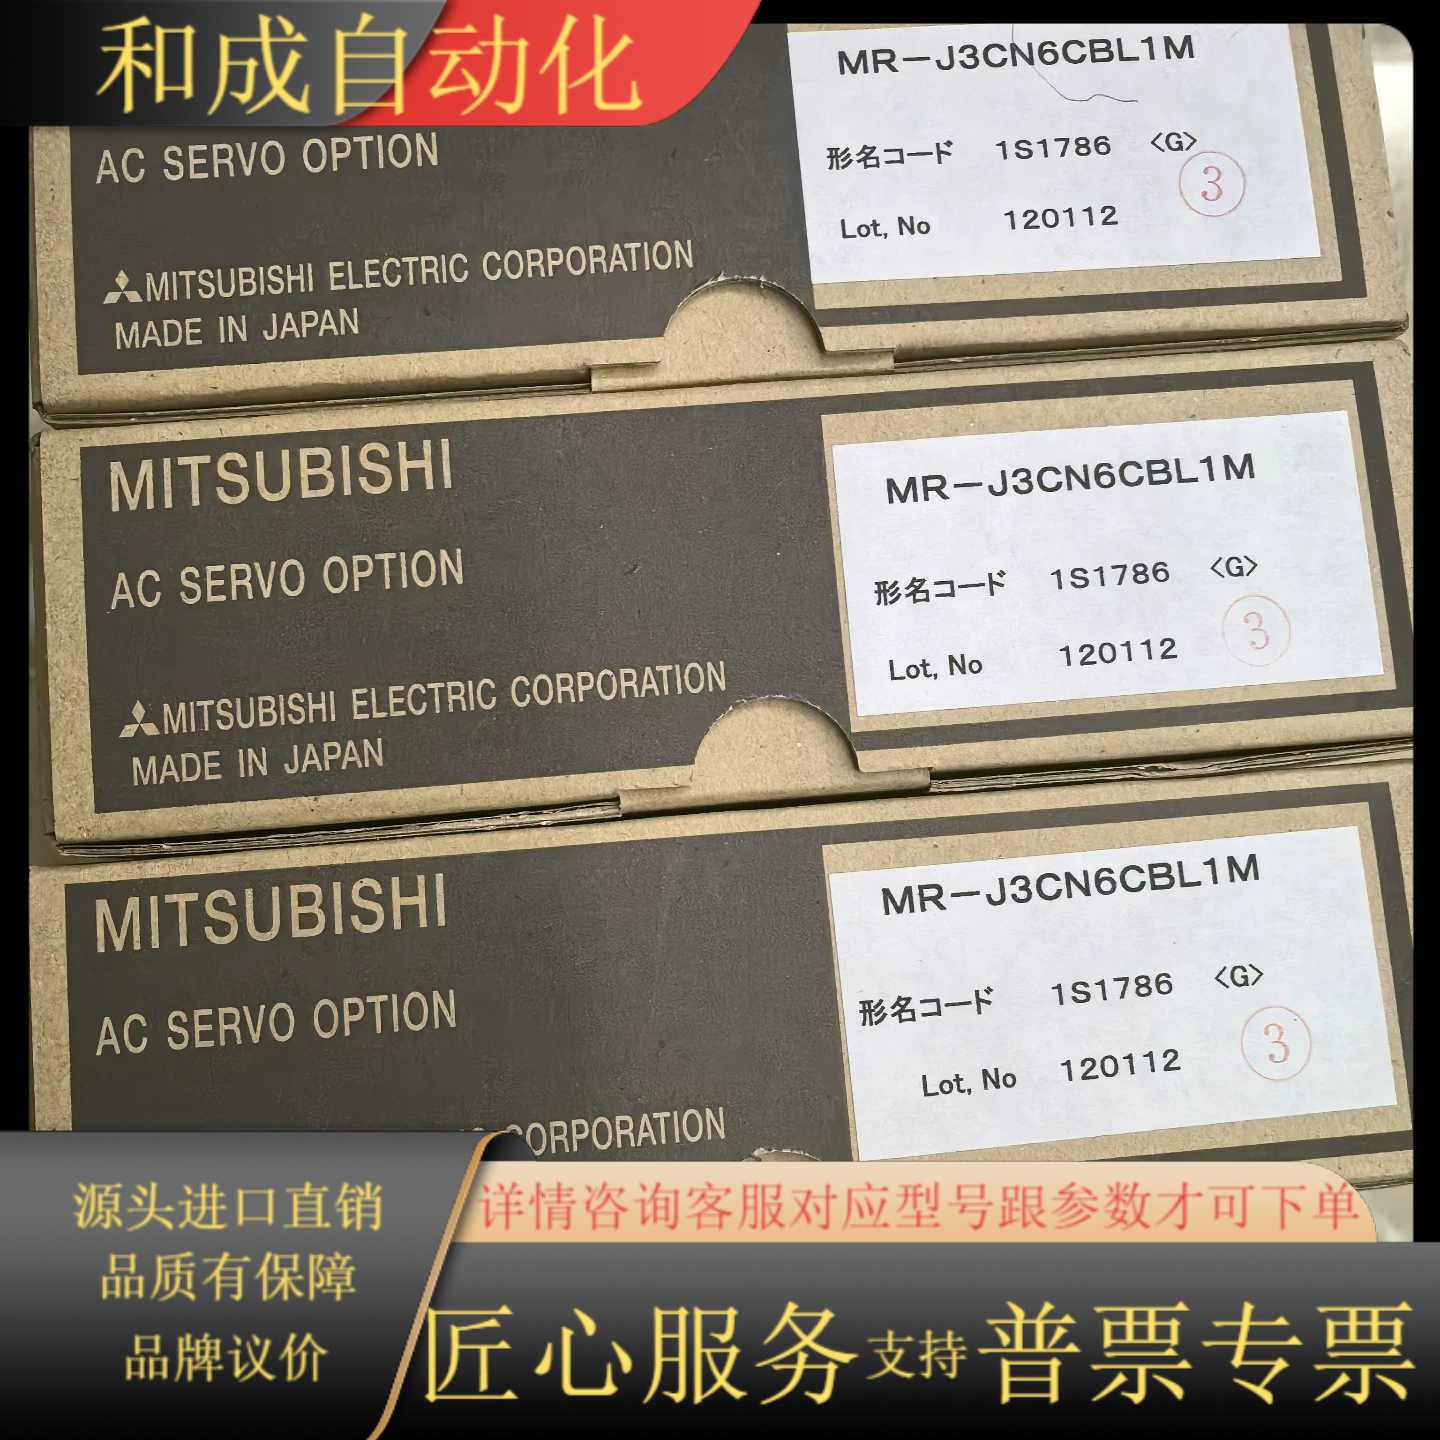 和成自动化
MR-J3CN6CBL1M
AC SERVO OPTION
形名コード 1S1786 <G>
3
Lot, No 120112
MITSUBISHI ELECTRIC CORPORATION
MADE IN JAPAN
MITSUBISHI
MR-J3CN6CBL1M
AC SERVO OPTION
形名コード 1S1786 <G>
3
Lot, No 120112
MITSUBISHI ELECTRIC CORPORATION
MADE IN JAPAN
MITSUBISHI
MR-J3CN6CBL1M
AC SERVO OPTION
形名コード 1S1786 <G>
3
Lot, No 120112
CORPORATION
源头进口直销
品质有保障
品牌议价
详情咨询客服对应型号跟参数才可下单
匠心服务支持普票专票